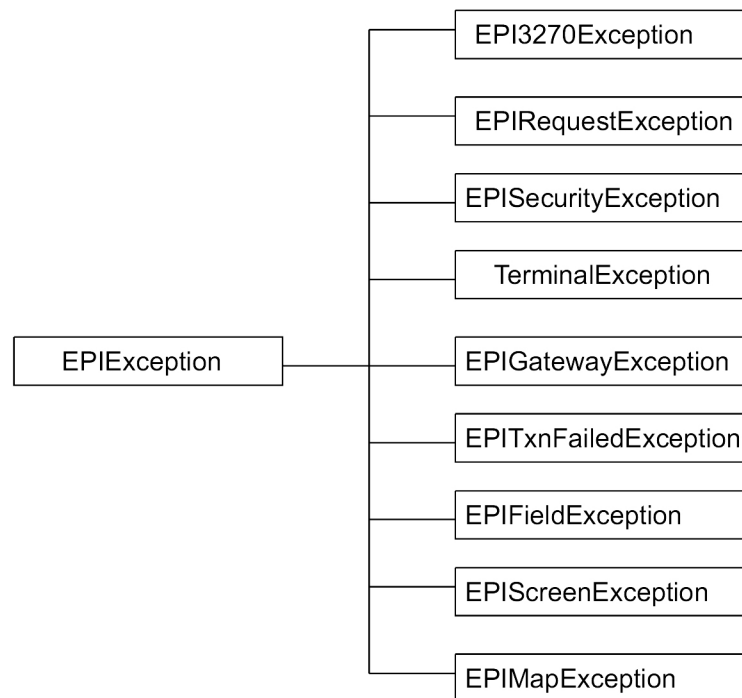 EPI3270Exception
EPIRequestException
EPISecurityException
TerminalException
EPIException
EPIGatewayException
EPITxnFailedException
EPIFieldException
EPIScreenException
EPIMapException